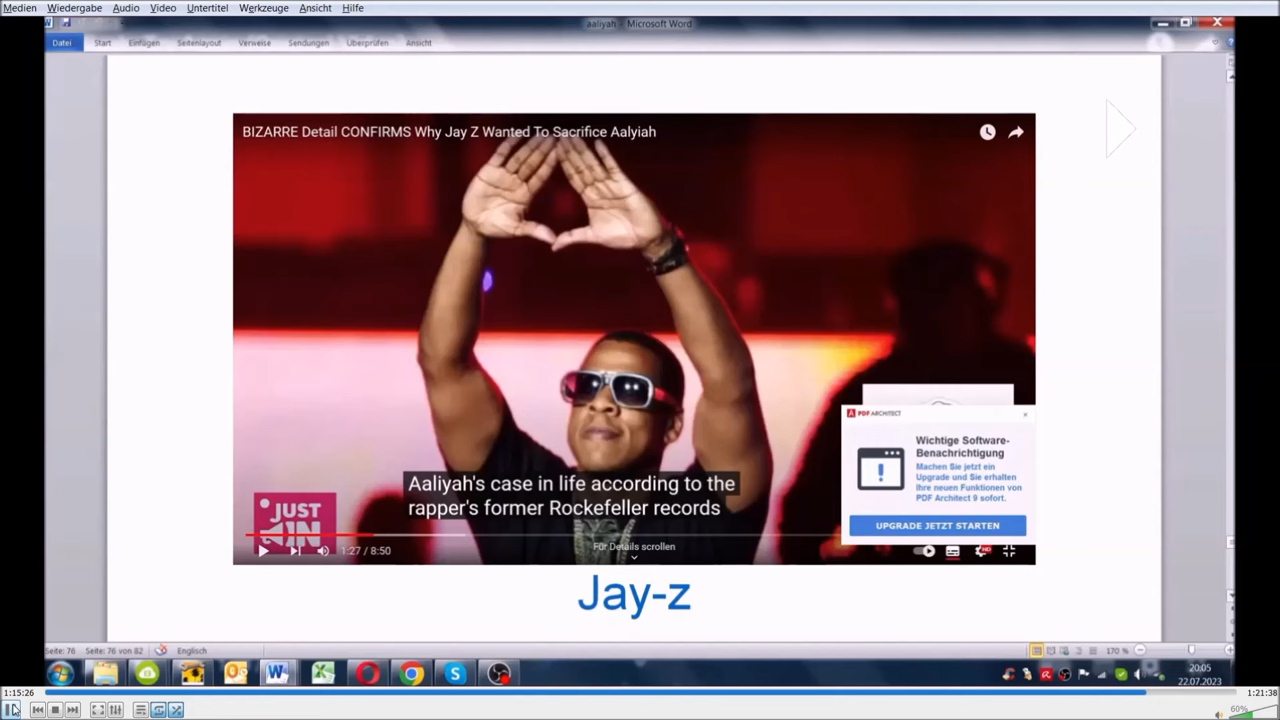 Medien Wiedergabe Audio Video Untertitel Werkzeuge Ansicht Hilfe
aaliyah - Microsoft Word
Datei Start Einfügen Seitenlayout Verweise Sendungen Überprüfen Ansicht
BIZARRE Detail CONFIRMS Why Jay Z Wanted To Sacrifice Aalyiah
PDF ARCHITECT
Wichtige Software-
Benachrichtigung
Machen Sie jetzt ein
Upgrade und Sie erhalten
Ihre neuen Funktionen von
PDF Architect 9 sofort.
UPGRADE JETZT STARTEN
Aaliyah's case in life according to the
rapper's former Rockefeller records
JUST
IN
1:27 / 8:50
Für Details scrollen
HD
Jay-z
Seite: 76 Seite: 76 von 82 Englisch 170 %
20:05
22.07.2023
1:15:26 1:21:38
60%